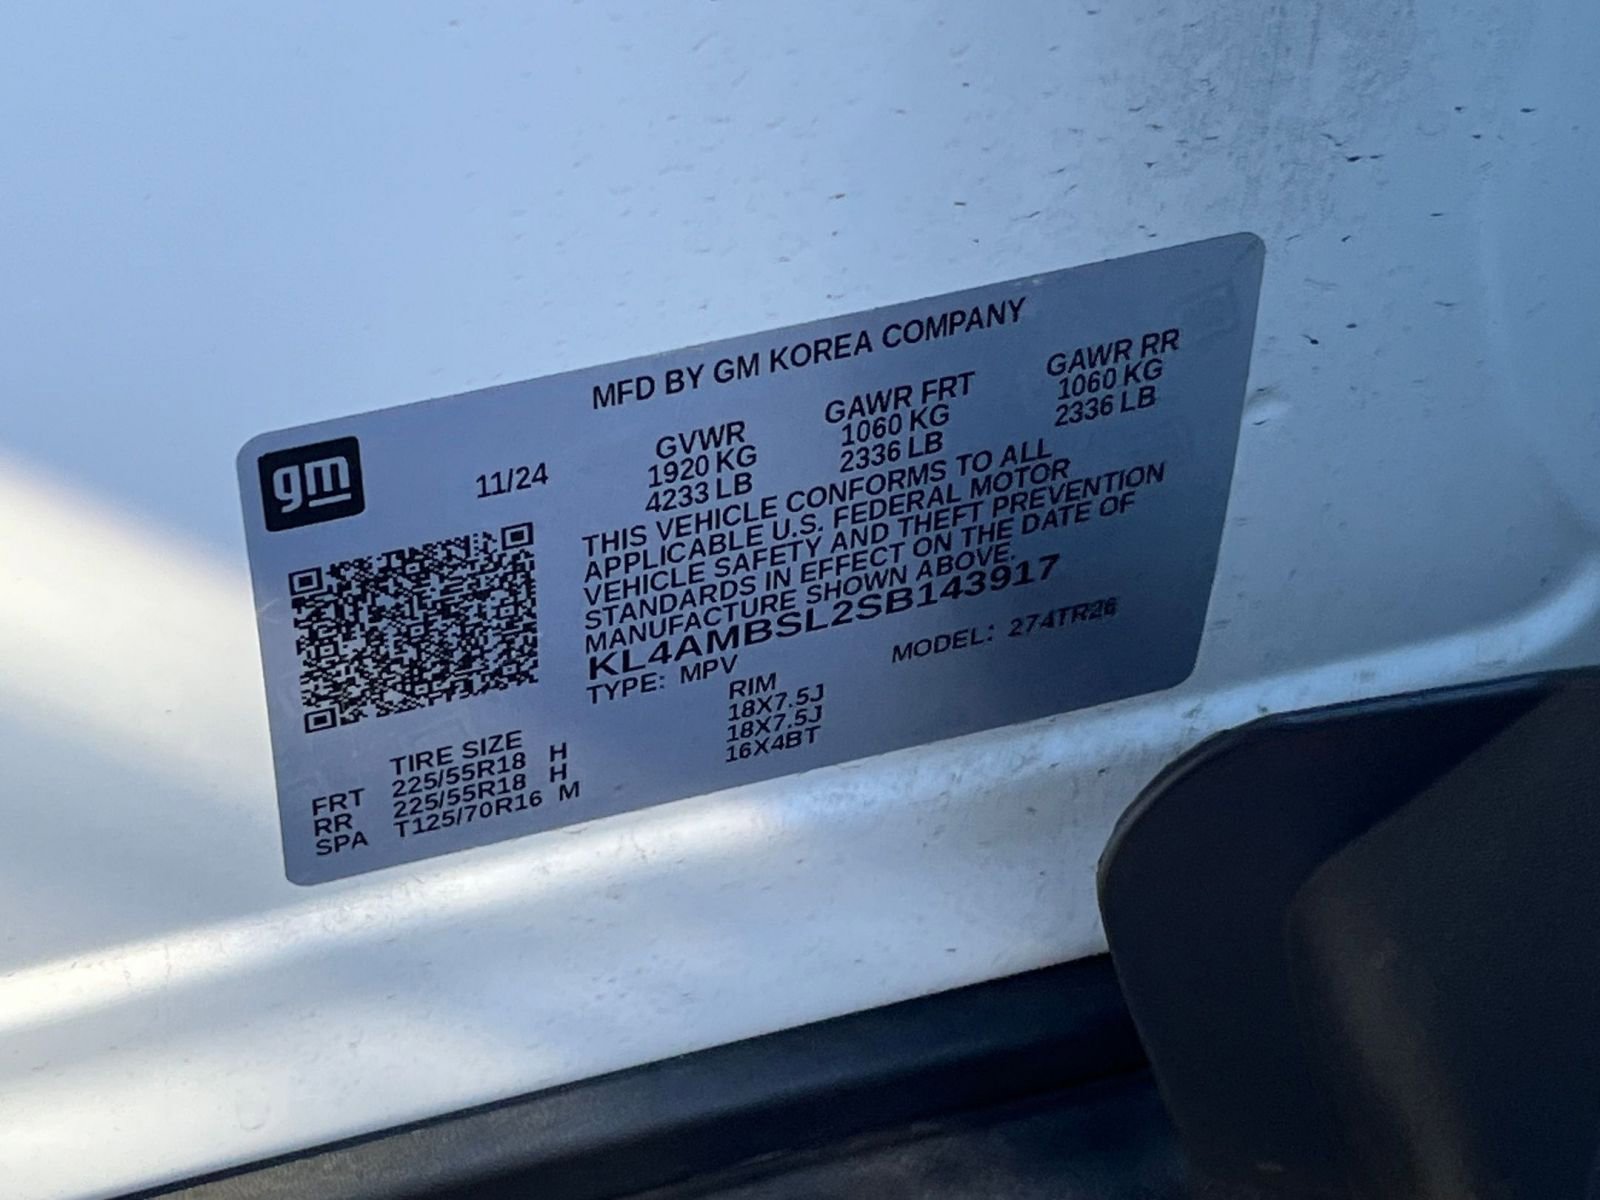 MFD BY GM KOREA COMPANY
gm
11/24
GVWR GAWR FRT GAWR RR
1920 KG 1060 KG 1060 KG
4233 LB 2336 LB 2336 LB
THIS VEHICLE CONFORMS TO ALL
APPLICABLE U.S. FEDERAL MOTOR
VEHICLE SAFETY AND THEFT PREVENTION
STANDARDS IN EFFECT ON THE DATE OF
MANUFACTURE SHOWN ABOVE.
KL4AMBSL2SB143917
TYPE: MPV MODEL: 274TR26
TIRE SIZE RIM
FRT 225/55R18 H 18X7.5J
RR 225/55R18 H 18X7.5J
SPA T125/70R16 M 16X4BT